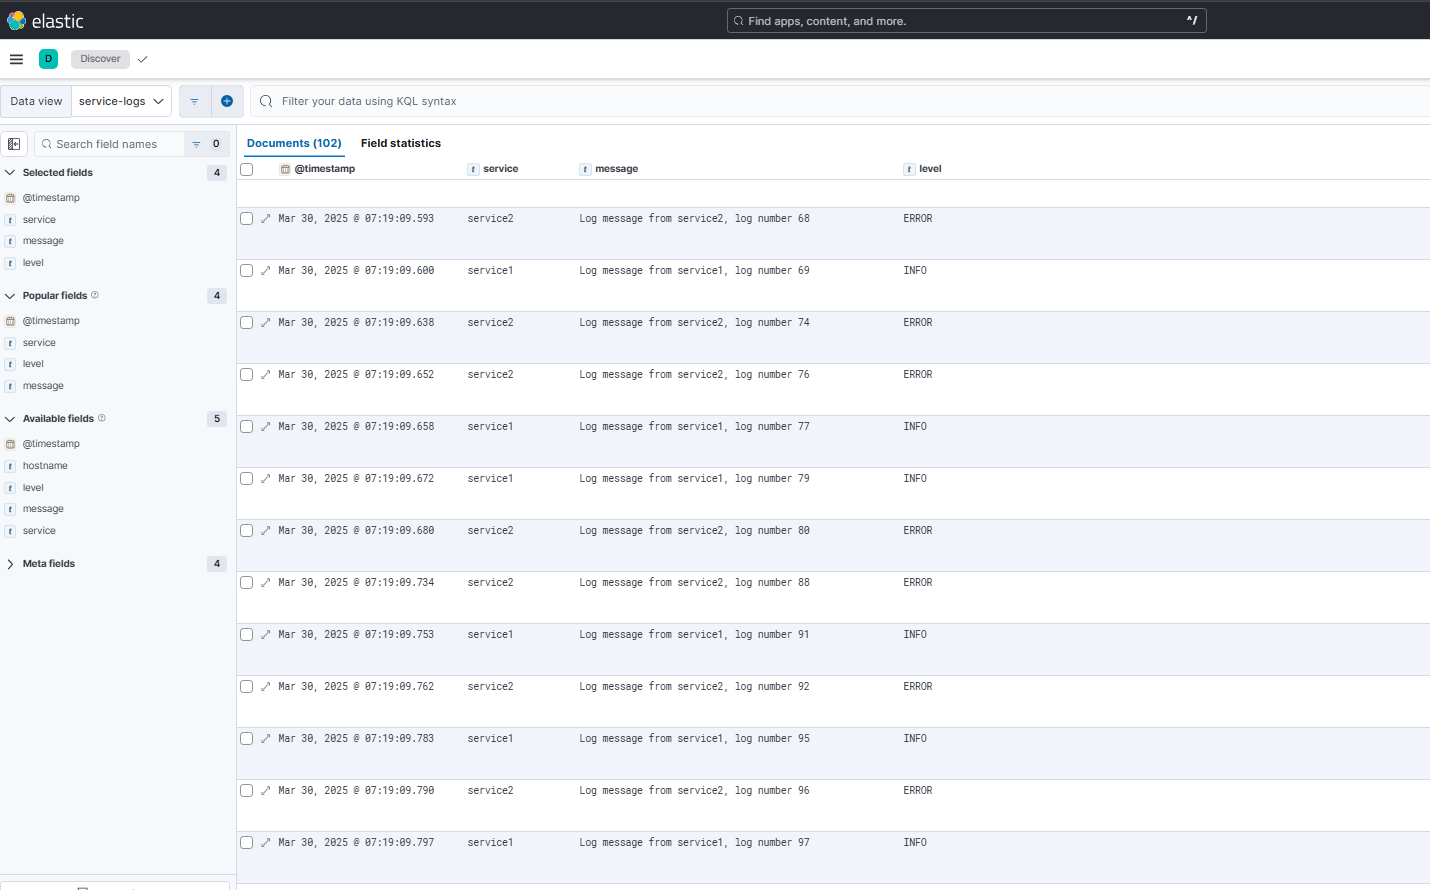 elastic
Find apps, content, and more.
^/
D
Discover
Data view
service-logs
Filter your data using KQL syntax
Search field names
0
Selected fields
4
@timestamp
t service
t message
t level
Popular fields
4
@timestamp
t service
t level
t message
Available fields
5
@timestamp
t hostname
t level
t message
t service
Meta fields
4
Documents (102)
Field statistics
@timestamp t service t message t level
Mar 30, 2025 @ 07:19:09.593 service2 Log message from service2, log number 68 ERROR
Mar 30, 2025 @ 07:19:09.600 service1 Log message from service1, log number 69 INFO
Mar 30, 2025 @ 07:19:09.638 service2 Log message from service2, log number 74 ERROR
Mar 30, 2025 @ 07:19:09.652 service2 Log message from service2, log number 76 ERROR
Mar 30, 2025 @ 07:19:09.658 service1 Log message from service1, log number 77 INFO
Mar 30, 2025 @ 07:19:09.672 service1 Log message from service1, log number 79 INFO
Mar 30, 2025 @ 07:19:09.680 service2 Log message from service2, log number 80 ERROR
Mar 30, 2025 @ 07:19:09.734 service2 Log message from service2, log number 88 ERROR
Mar 30, 2025 @ 07:19:09.753 service1 Log message from service1, log number 91 INFO
Mar 30, 2025 @ 07:19:09.762 service2 Log message from service2, log number 92 ERROR
Mar 30, 2025 @ 07:19:09.783 service1 Log message from service1, log number 95 INFO
Mar 30, 2025 @ 07:19:09.790 service2 Log message from service2, log number 96 ERROR
Mar 30, 2025 @ 07:19:09.797 service1 Log message from service1, log number 97 INFO